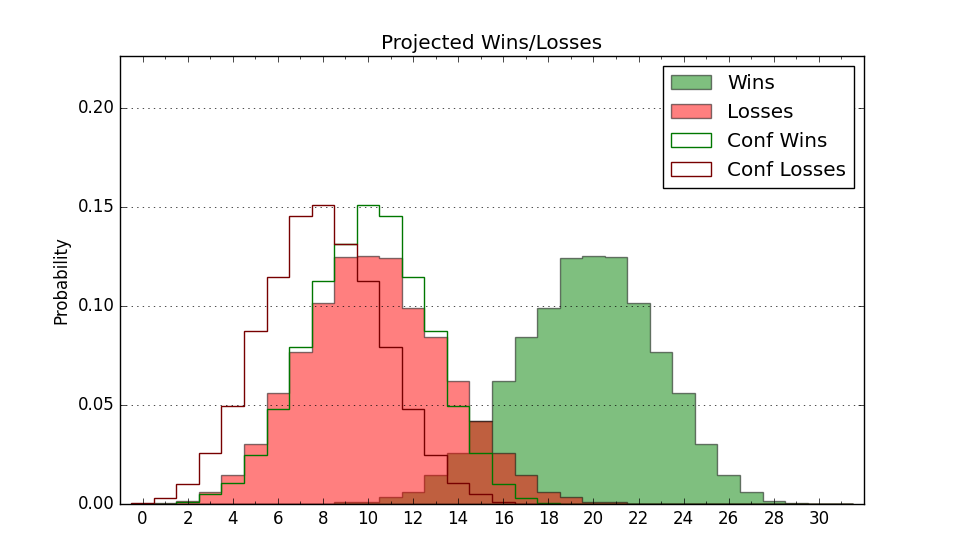 Projected Wins/Losses
Wins
Losses
Conf Wins
Conf Losses
Probability
0.20
0.15
0.10
0.05
0.00
0 2 4 6 8 10 12 14 16 18 20 22 24 26 28 30